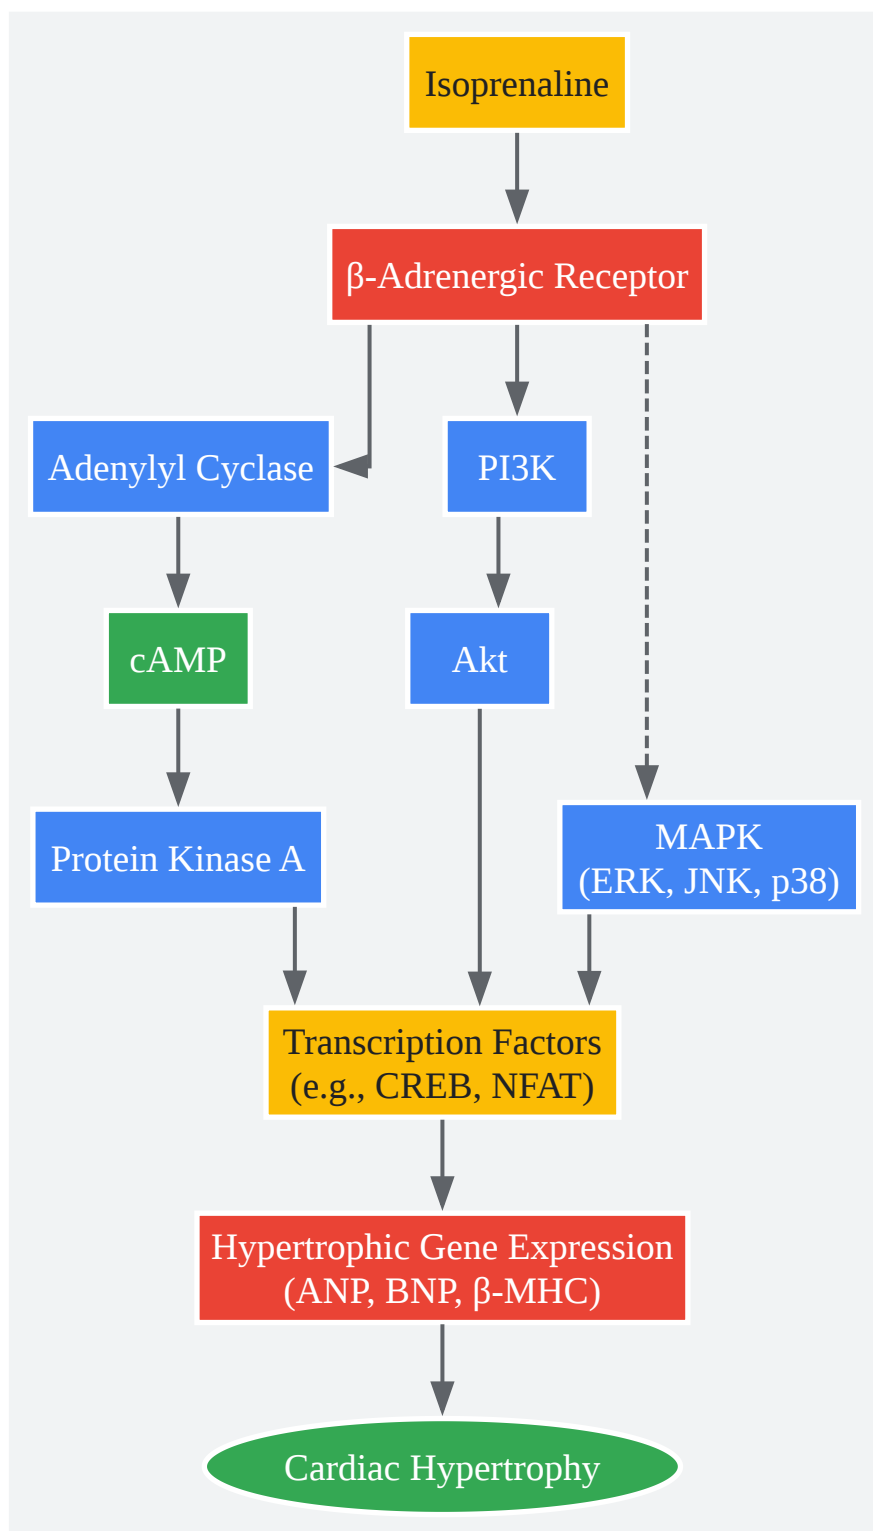 Isoprenaline
β-Adrenergic Receptor
Adenylyl Cyclase
PI3K
cAMP
Akt
Protein Kinase A
MAPK
(ERK, JNK, p38)
Transcription Factors
(e.g., CREB, NFAT)
Hypertrophic Gene Expression
(ANP, BNP, β-MHC)
Cardiac Hypertrophy